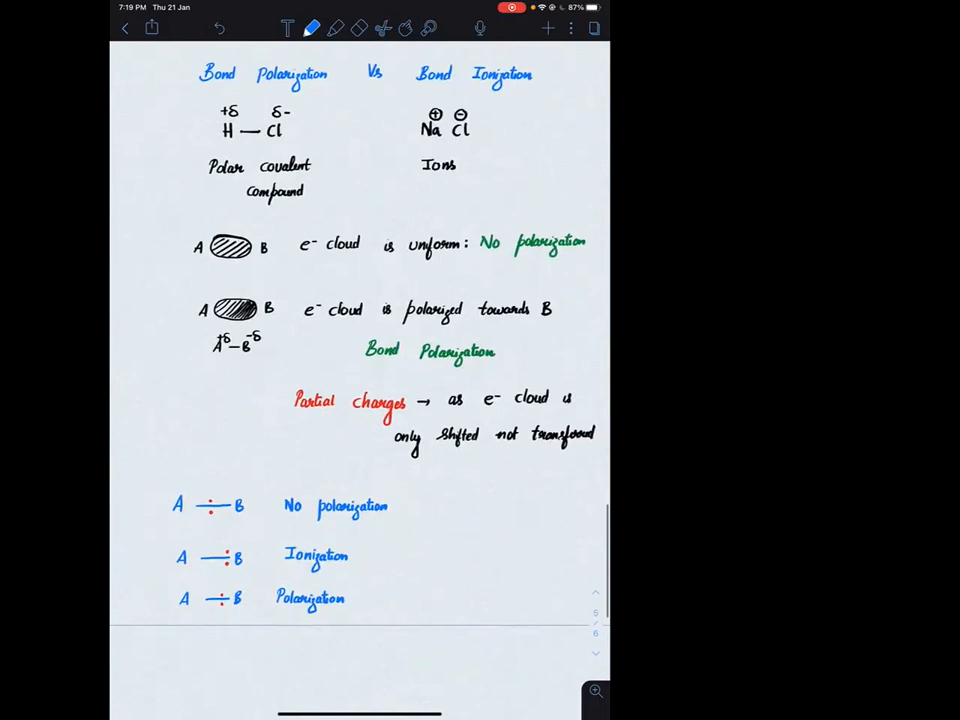 7:19 PM Thu 21 Jan
87%
Bond Polarization Vs Bond Ionization
+δ δ-
H — Cl
⊕ ⊖
Na Cl
Polar covalent
compound
Ions
A B e- cloud is uniform: No polarization
A B e- cloud is polarized towards B
+δ -δ
A — B
Bond Polarization
Partial charges → as e- cloud is
only shifted not transferred
A — B No polarization
A — B Ionization
A — B Polarization
5
/
6